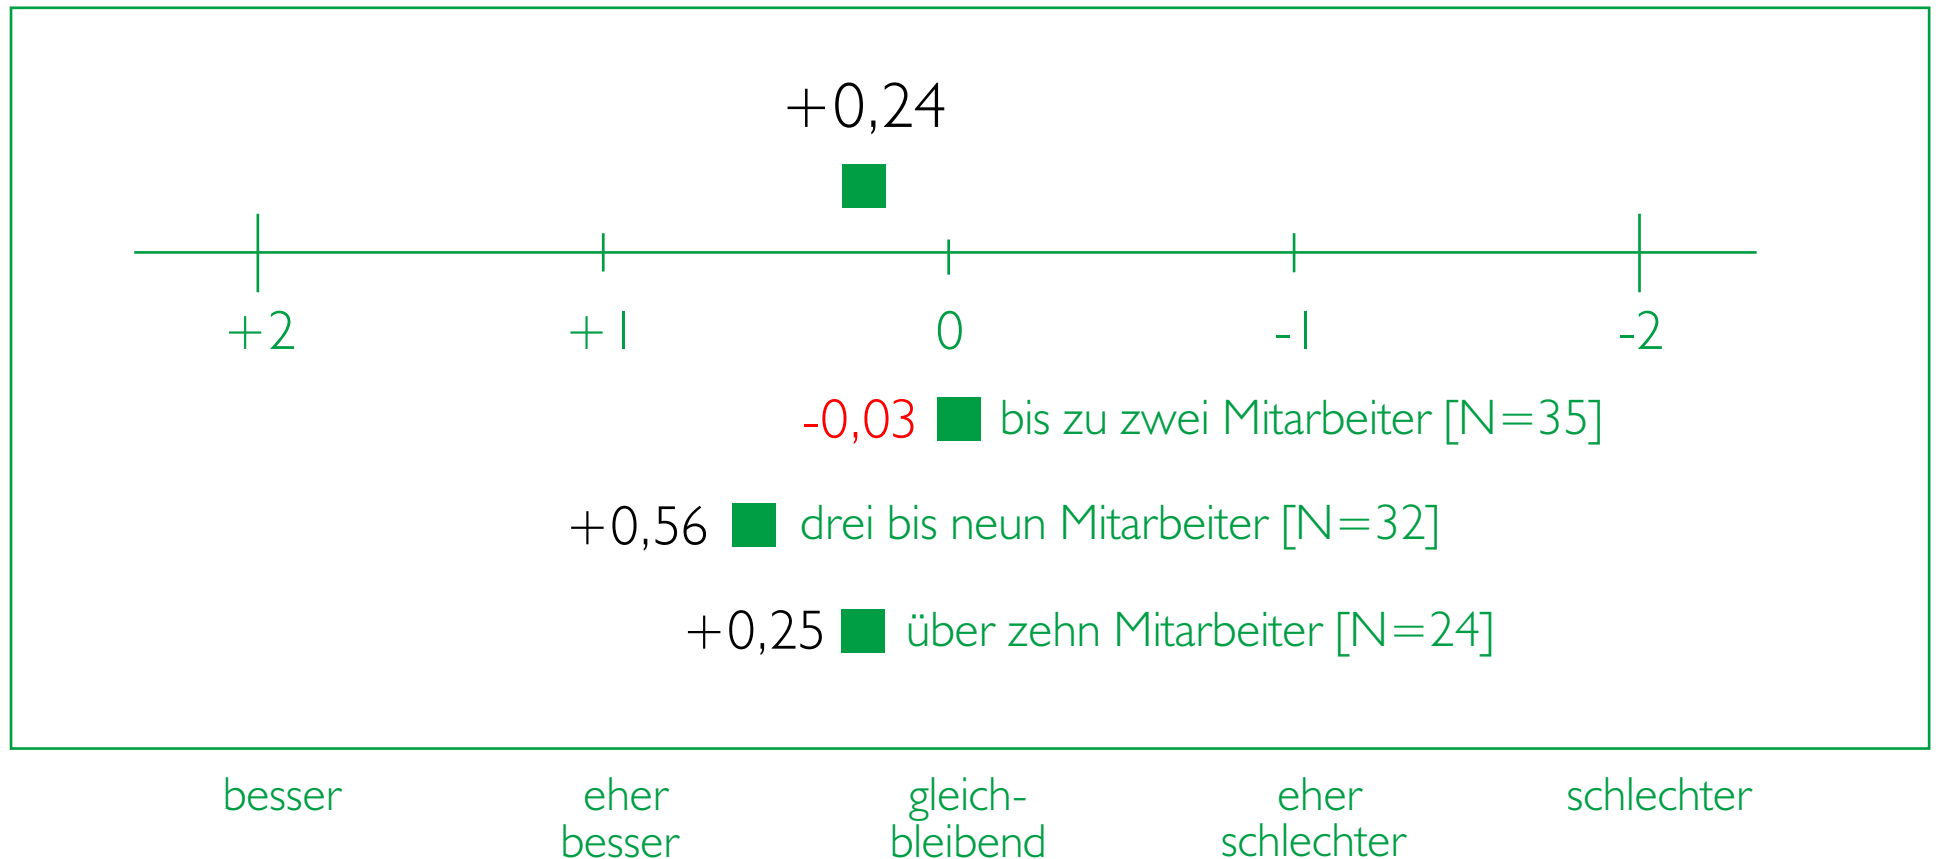 +0,24
+2 +1 0 -1 -2
-0,03 bis zu zwei Mitarbeiter [N=35]
+0,56 drei bis neun Mitarbeiter [N=32]
+0,25 über zehn Mitarbeiter [N=24]
besser eher gleich- eher schlechter
besser bleibend schlechter